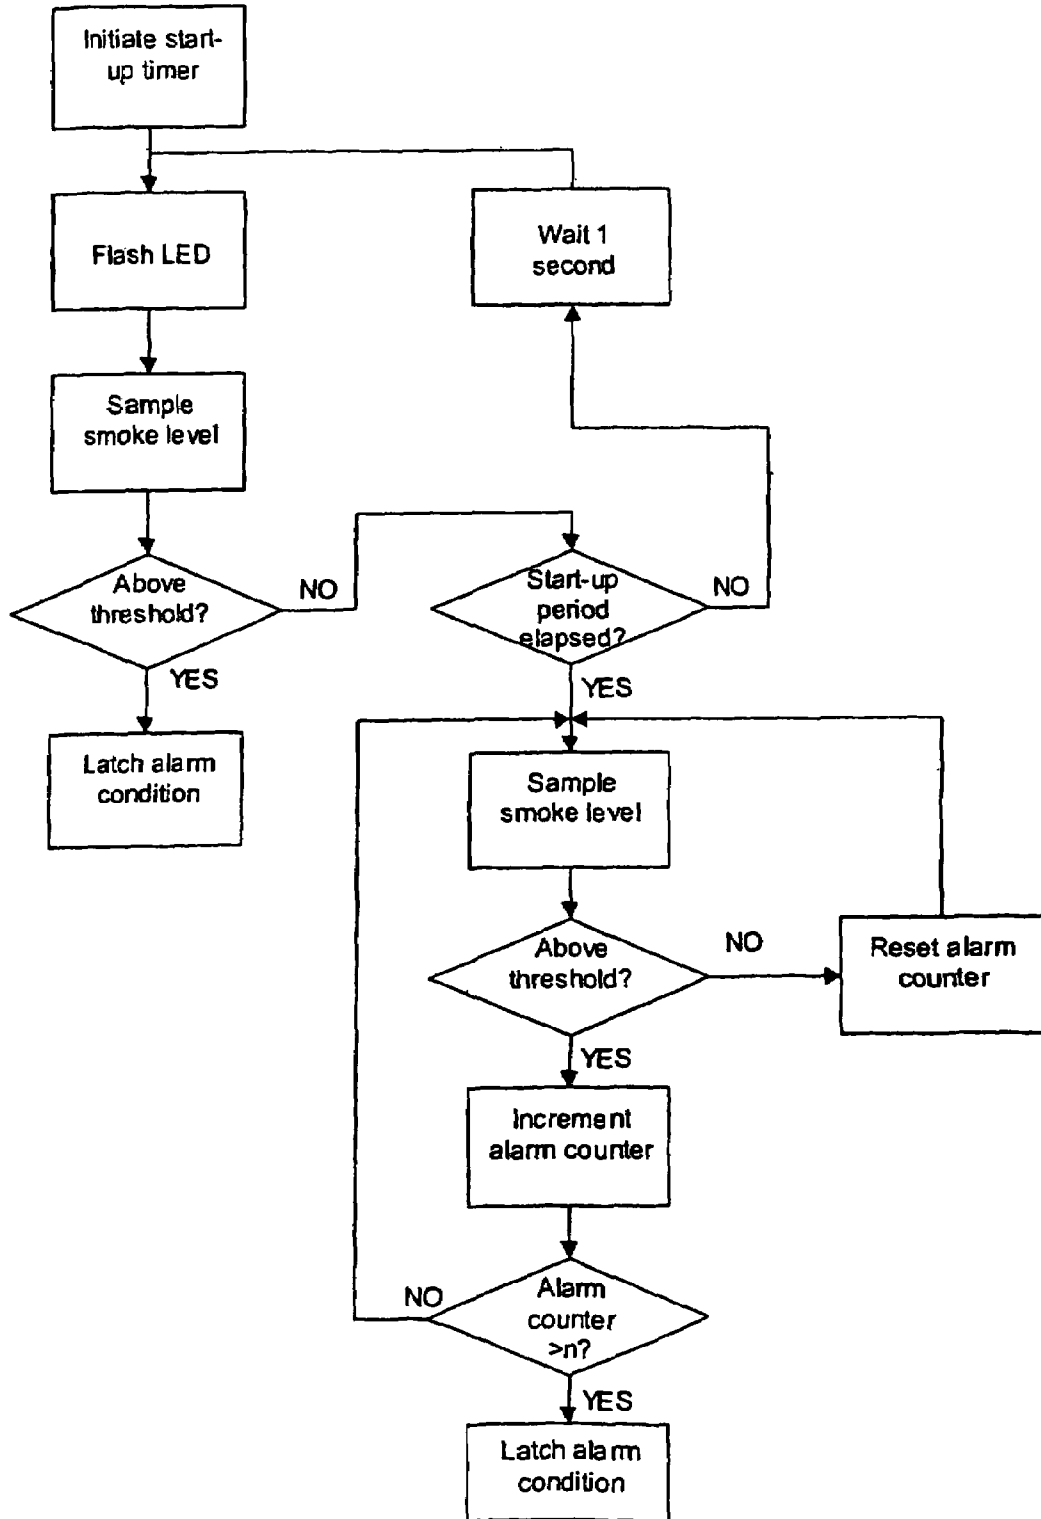 Initiate start-
up timer
Flash LED
Wait 1
second
Sample
smoke level
Above
threshold?
NO
YES
Latch alarm
condition
Start-up
period
elapsed?
NO
YES
Sample
smoke level
Above
threshold?
NO
Reset alarm
counter
YES
Increment
alarm counter
Alarm
counter
>n?
NO
YES
Latch alarm
condition